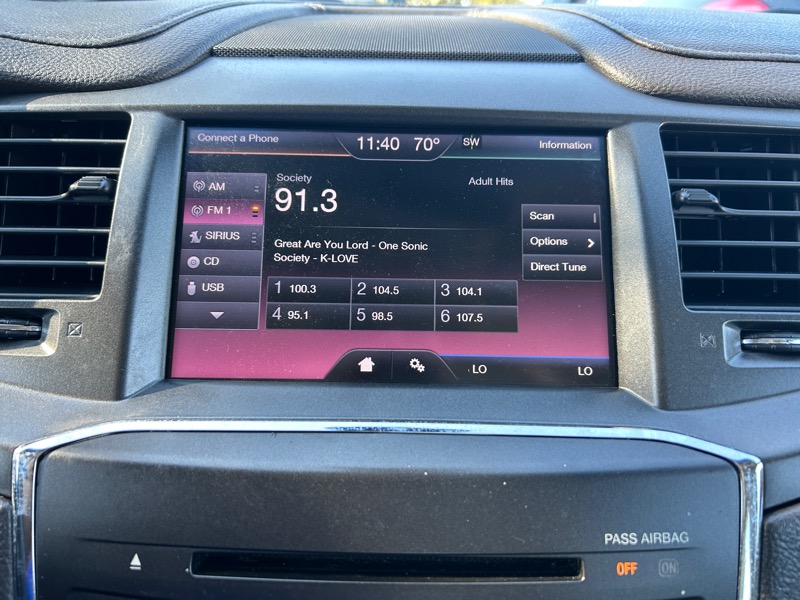 Connect a Phone
11:40 70° SW
Information
Society
91.3
Adult Hits
Great Are You Lord - One Sonic
Society - K-LOVE
AM
FM 1
SIRIUS
CD
USB
Scan
Options
Direct Tune
1 100.3 2 104.5 3 104.1
4 95.1 5 98.5 6 107.5
LO LO
PASS AIRBAG
OFF ON